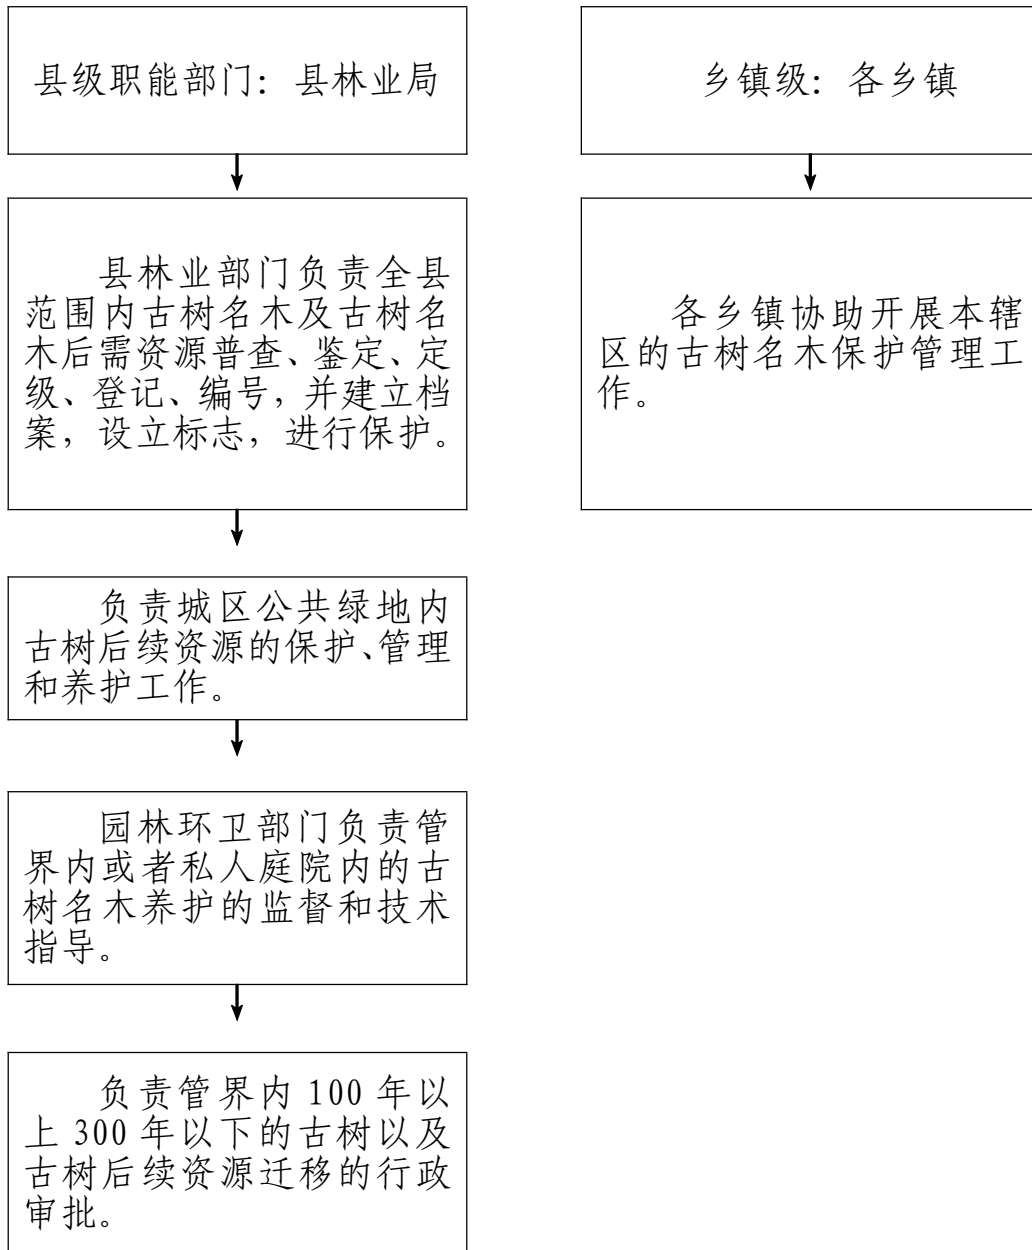 县级职能部门：县林业局
县林业部门负责全县
范围内古树名木及古树名
木后需资源普查、鉴定、定
级、登记、编号，并建立档
案，设立标志，进行保护。
负责城区公共绿地内
古树后续资源的保护、管理
和养护工作。
园林环卫部门负责管
界内或者私人庭院内的古
树名木养护的监督和技术
指导。
负责管界内 100 年以
上 300 年以下的古树以及
古树后续资源迁移的行政
审批。
乡镇级：各乡镇
各乡镇协助开展本辖
区的古树名木保护管理工
作。